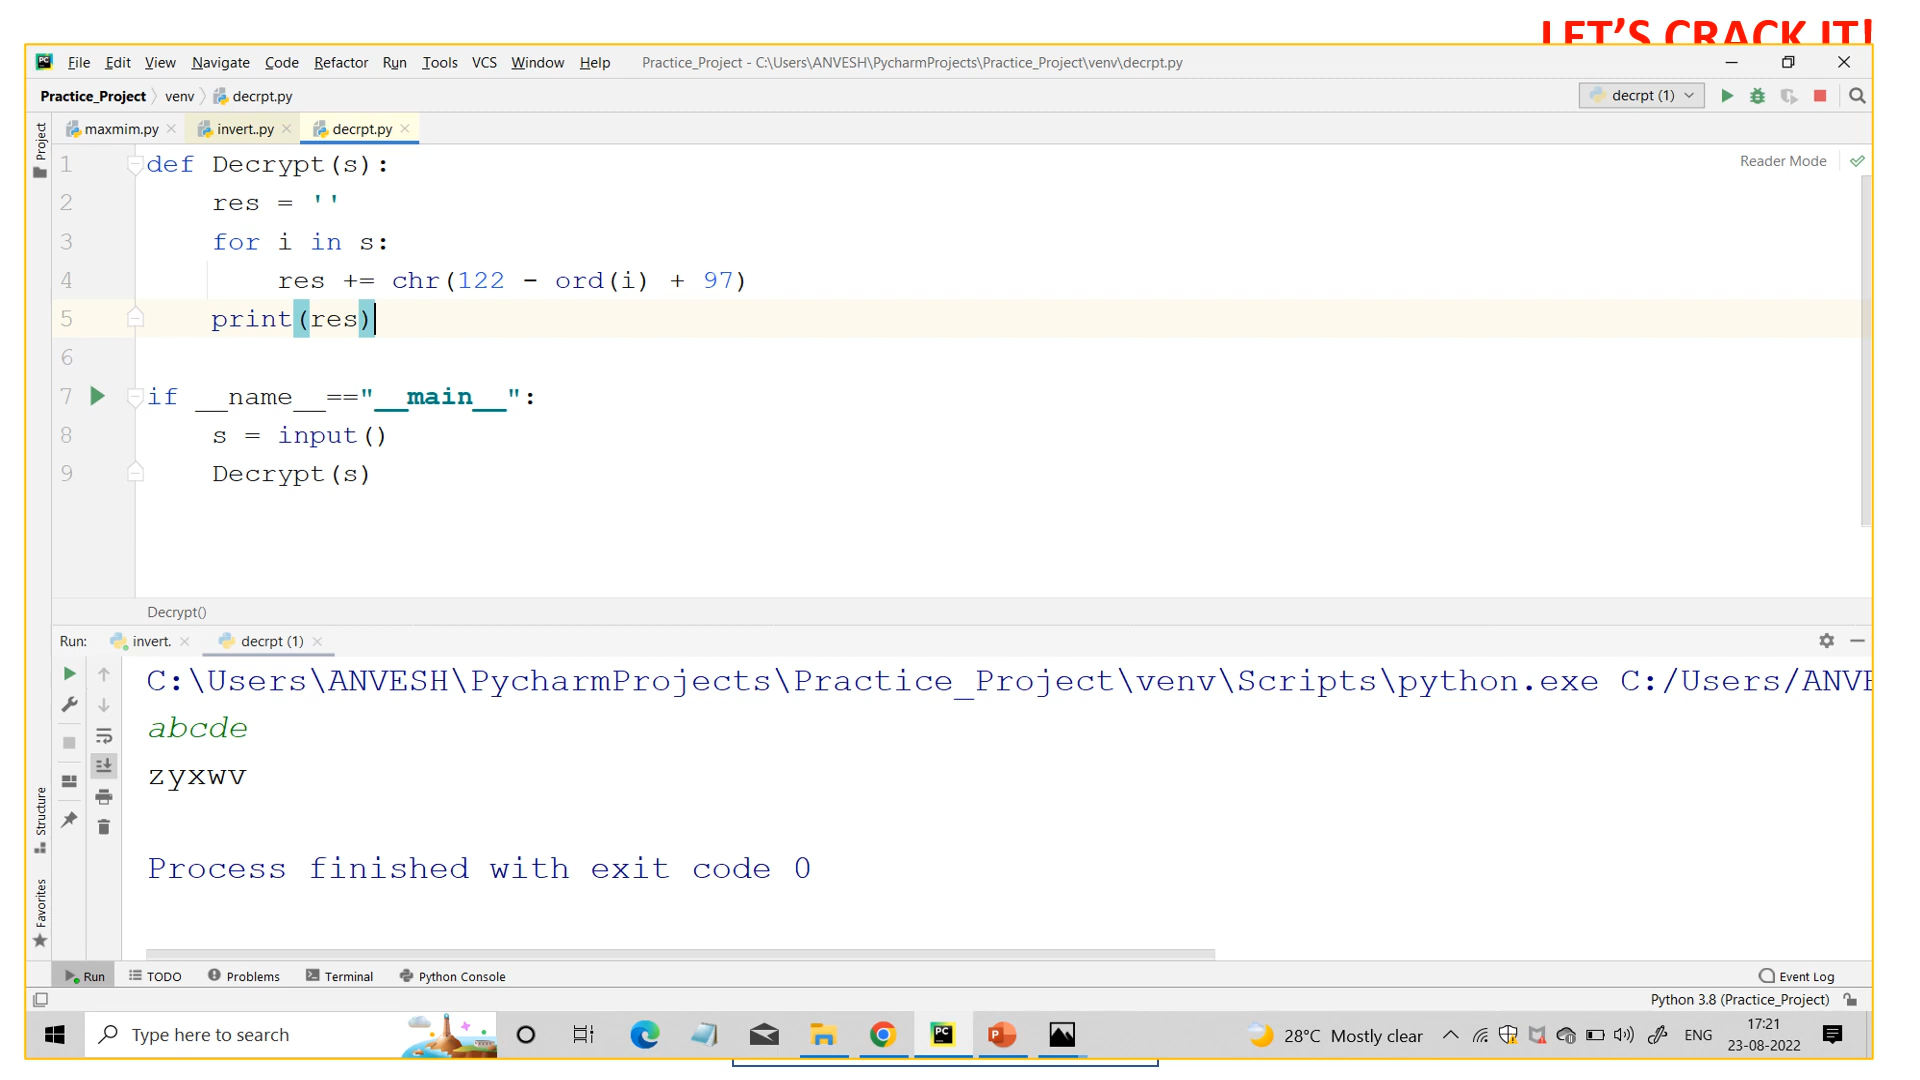 LET'S CRACK IT!
File Edit View Navigate Code Refactor Run Tools VCS Window Help Practice_Project - C:\Users\ANVESH\PycharmProjects\Practice_Project\venv\decrpt.py
Practice_Project venv decrpt.py decrpt (1)
maxmim.py invert..py decrpt.py
Project
Reader Mode
1 def Decrypt(s):
2 res = ''
3 for i in s:
4 res += chr(122 - ord(i) + 97)
5 print(res)
6
7 if __name__=="__main__":
8 s = input()
9 Decrypt(s)
Decrypt()
Run: invert. decrpt (1)
C:\Users\ANVESH\PycharmProjects\Practice_Project\venv\Scripts\python.exe C:/Users/ANVE
abcde
zyxwv
Process finished with exit code 0
Structure
Favorites
Run TODO Problems Terminal Python Console Event Log
Python 3.8 (Practice_Project)
Type here to search 28°C Mostly clear ENG 17:21
23-08-2022